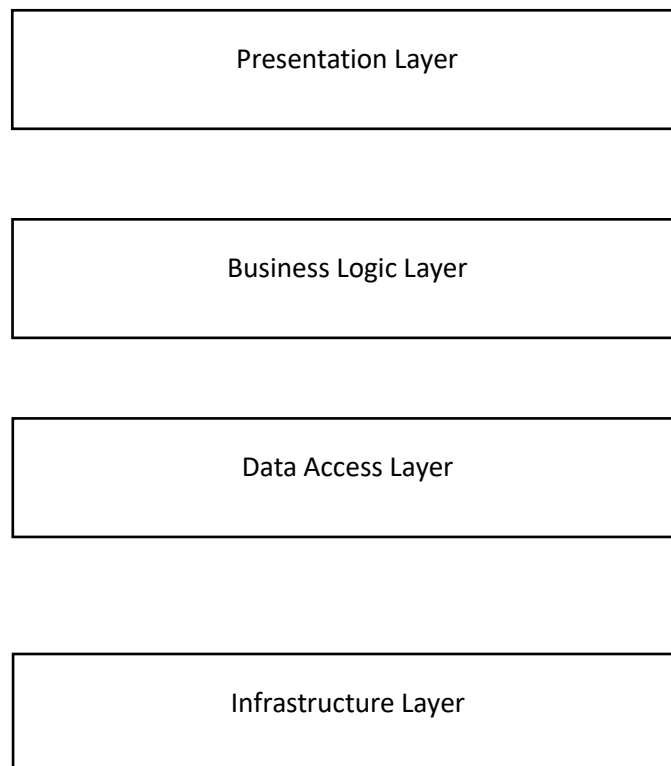 Presentation Layer
Business Logic Layer
Data Access Layer
Infrastructure Layer